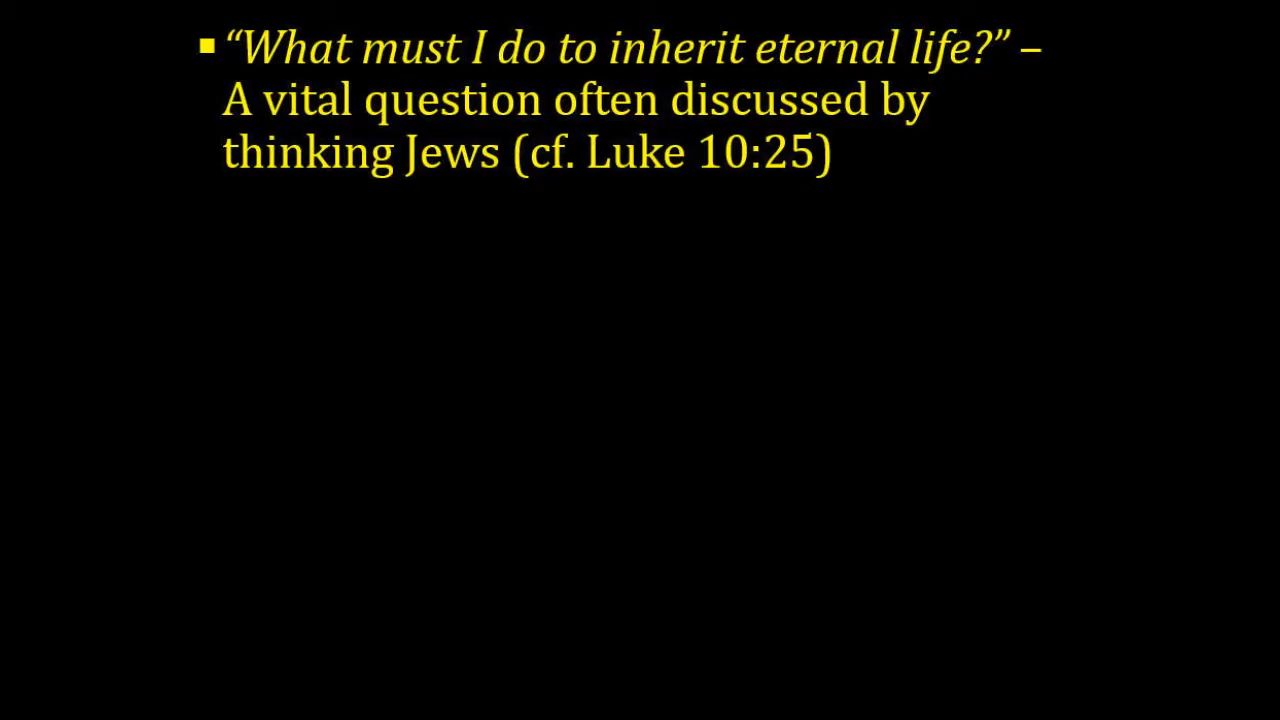 ▪ “What must I do to inherit eternal life?” –
A vital question often discussed by
thinking Jews (cf. Luke 10:25)